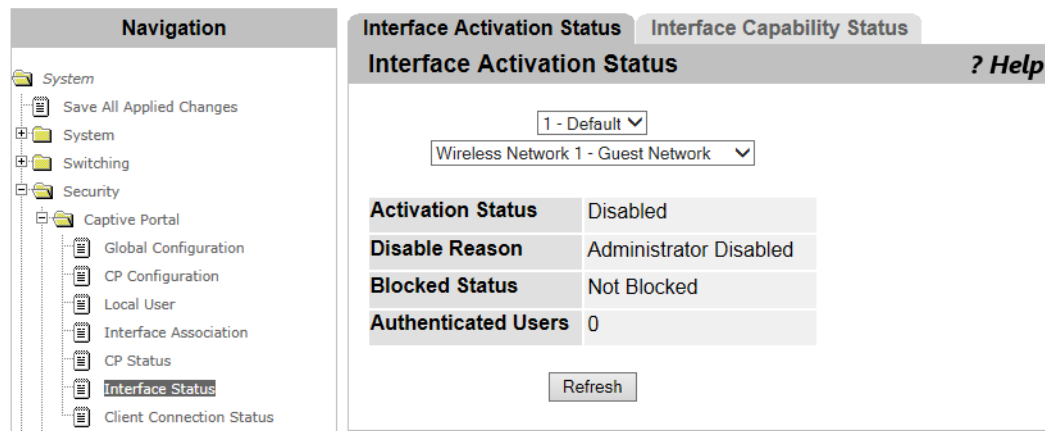 Navigation
System
Save All Applied Changes
System
Switching
Security
Captive Portal
Global Configuration
CP Configuration
Local User
Interface Association
CP Status
Interface Status
Client Connection Status
Interface Activation Status Interface Capability Status
Interface Activation Status ? Help
1 - Default
Wireless Network 1 - Guest Network
Activation Status Disabled
Disable Reason Administrator Disabled
Blocked Status Not Blocked
Authenticated Users 0
Refresh